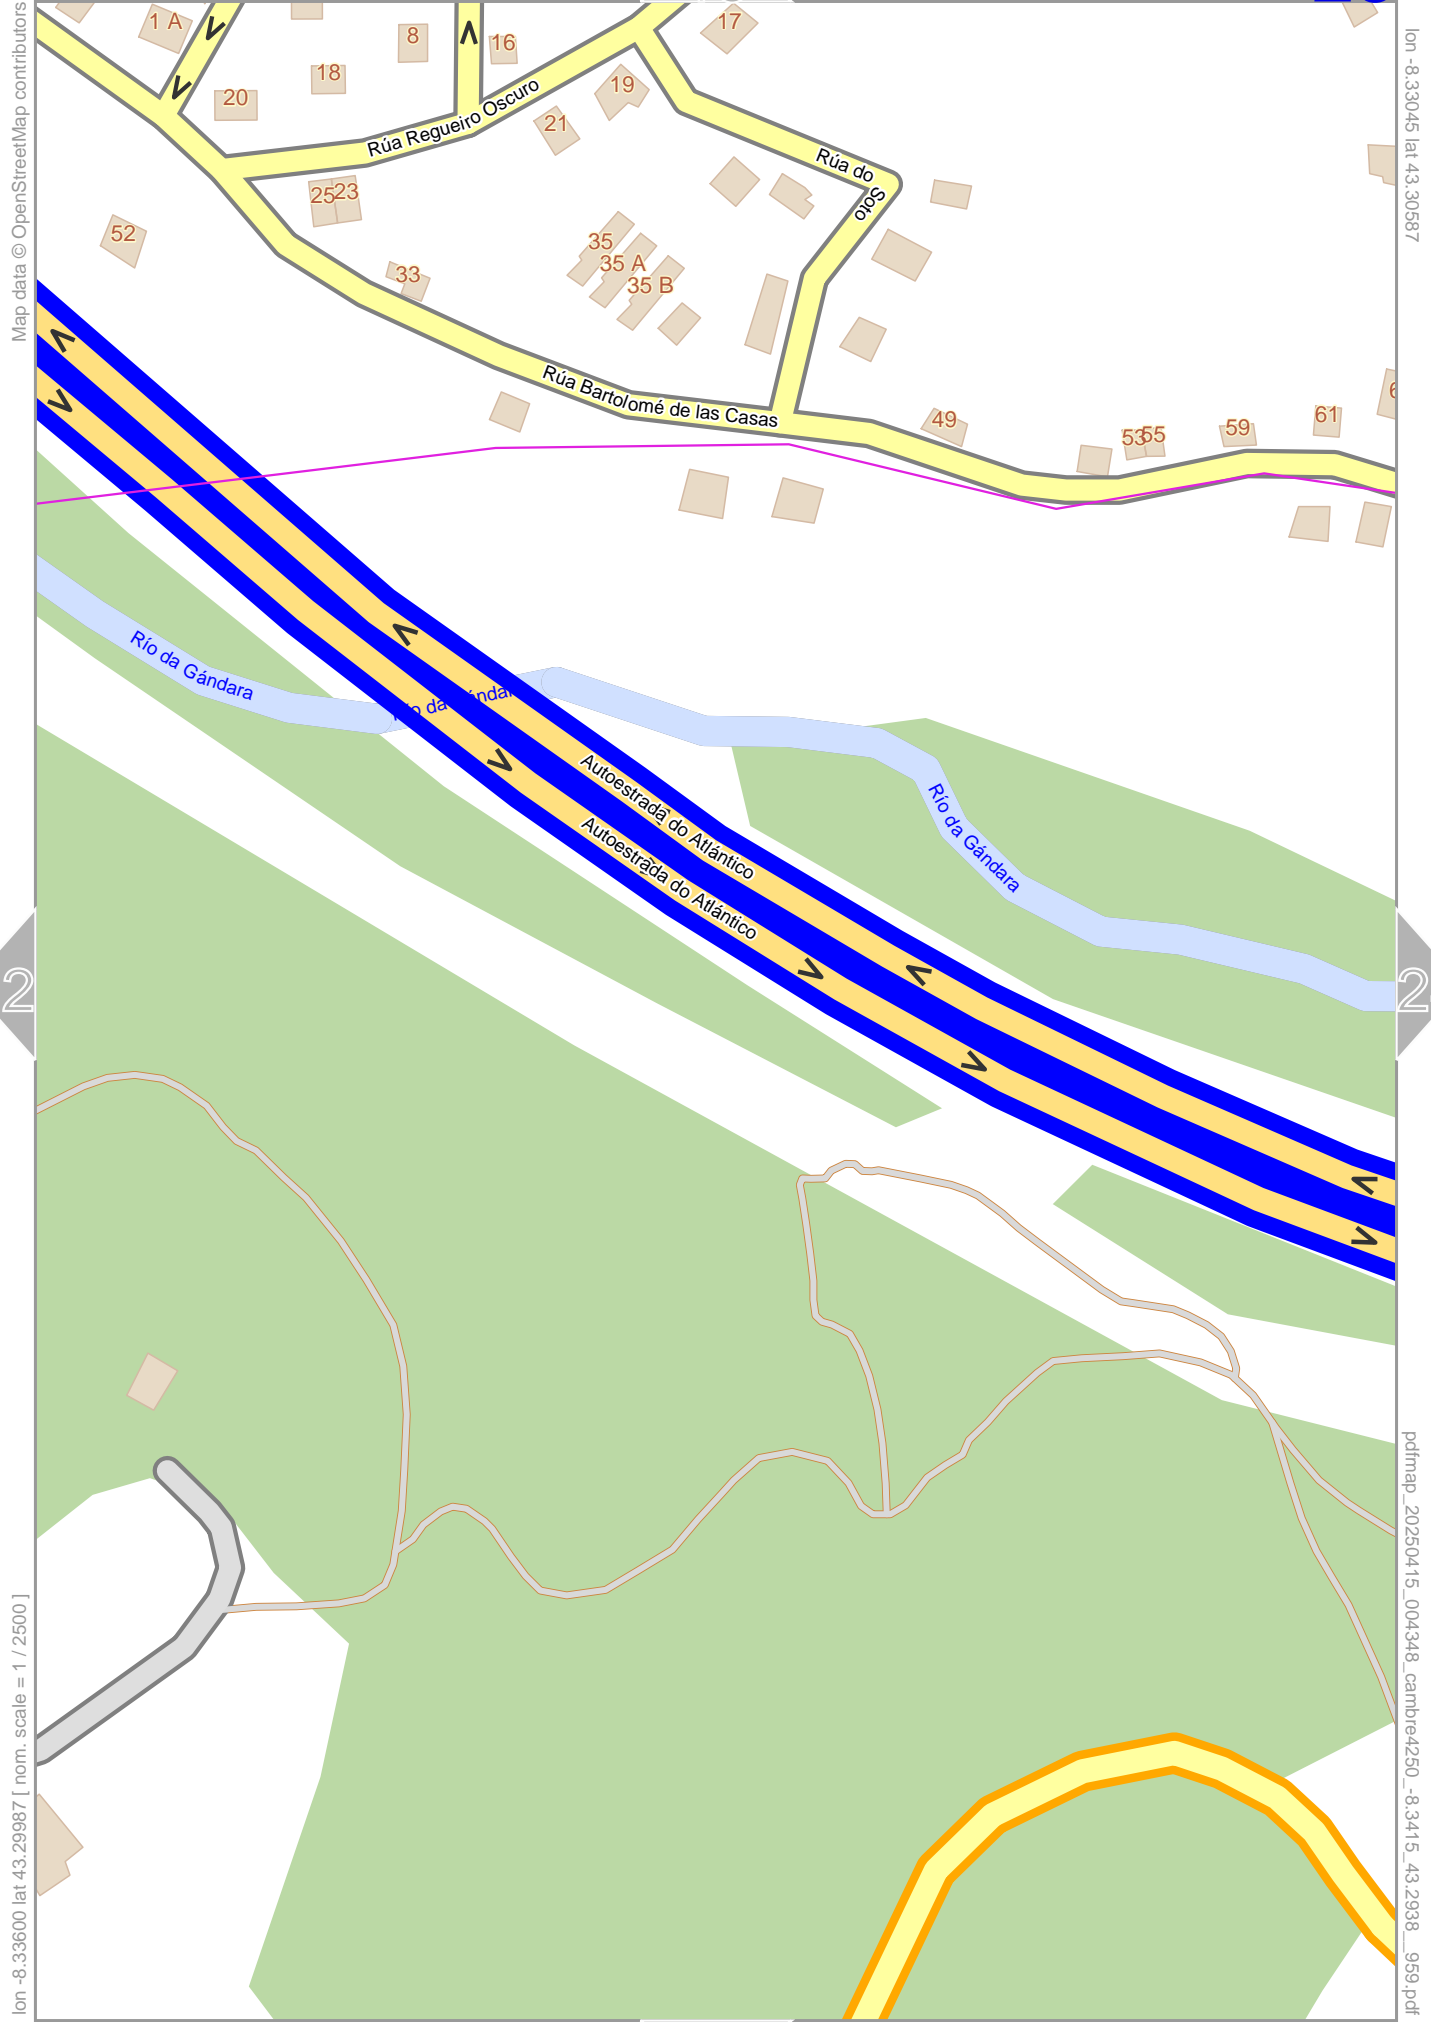 Map data © OpenStreetMap contributors
lon -8.33045 lat 43.30587
1 A
8
16
17
18
20
19
21
Rúa Regueiro Oscuro
Rúa do
Soto
25
23
52
33
35
35 A
35 B
Rúa Bartolomé de las Casas
49
53
55
59
61
Río da Gándara
Río da Gándara
Autoestrada do Atlántico
Autoestrada do Atlántico
2
2
lon -8.33600 lat 43.29987 [ nom. scale = 1 / 2500 ]
pdfmap_20250415_004348_cambre4250_-8.3415_43.2938__959.pdf